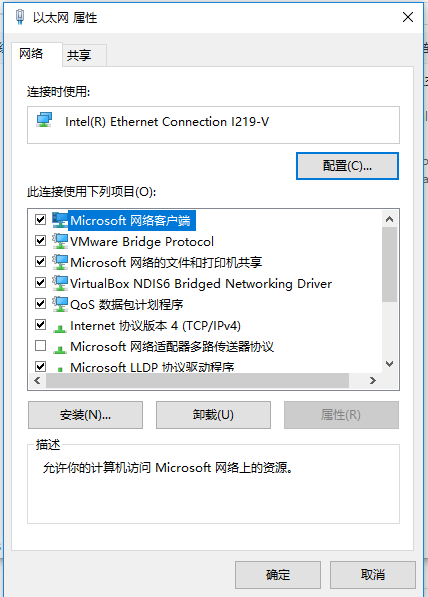 以太网 属性
网络
共享
连接时使用:
Intel(R) Ethernet Connection I219-V
配置(C)...
此连接使用下列项目(O):
Microsoft 网络客户端
VMware Bridge Protocol
Microsoft 网络的文件和打印机共享
VirtualBox NDIS6 Bridged Networking Driver
QoS 数据包计划程序
Internet 协议版本 4 (TCP/IPv4)
Microsoft 网络适配器多路传送器协议
Microsoft LLDP 协议驱动程序
安装(N)...
卸载(U)
属性(R)
描述
允许你的计算机访问 Microsoft 网络上的资源。
确定
取消